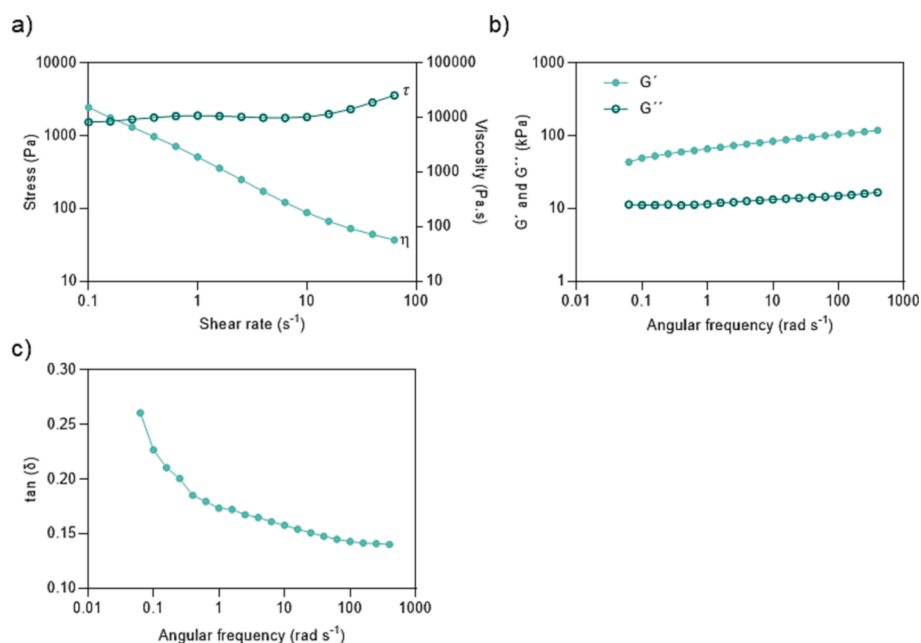 a)
10000
1000
100
10
Stress (Pa)
100000
10000
1000
100
10
Viscosity (Pa.s)
τ
η
0.1 1 10 100
Shear rate (s⁻¹)
b)
1000
100
10
1
G´ and G´´ (kPa)
G´
G´´
0.01 0.1 1 10 100 1000
Angular frequency (rad s⁻¹)
c)
0.30
0.25
0.20
0.15
0.10
tan (δ)
0.01 0.1 1 10 100 1000
Angular frequency (rad s⁻¹)